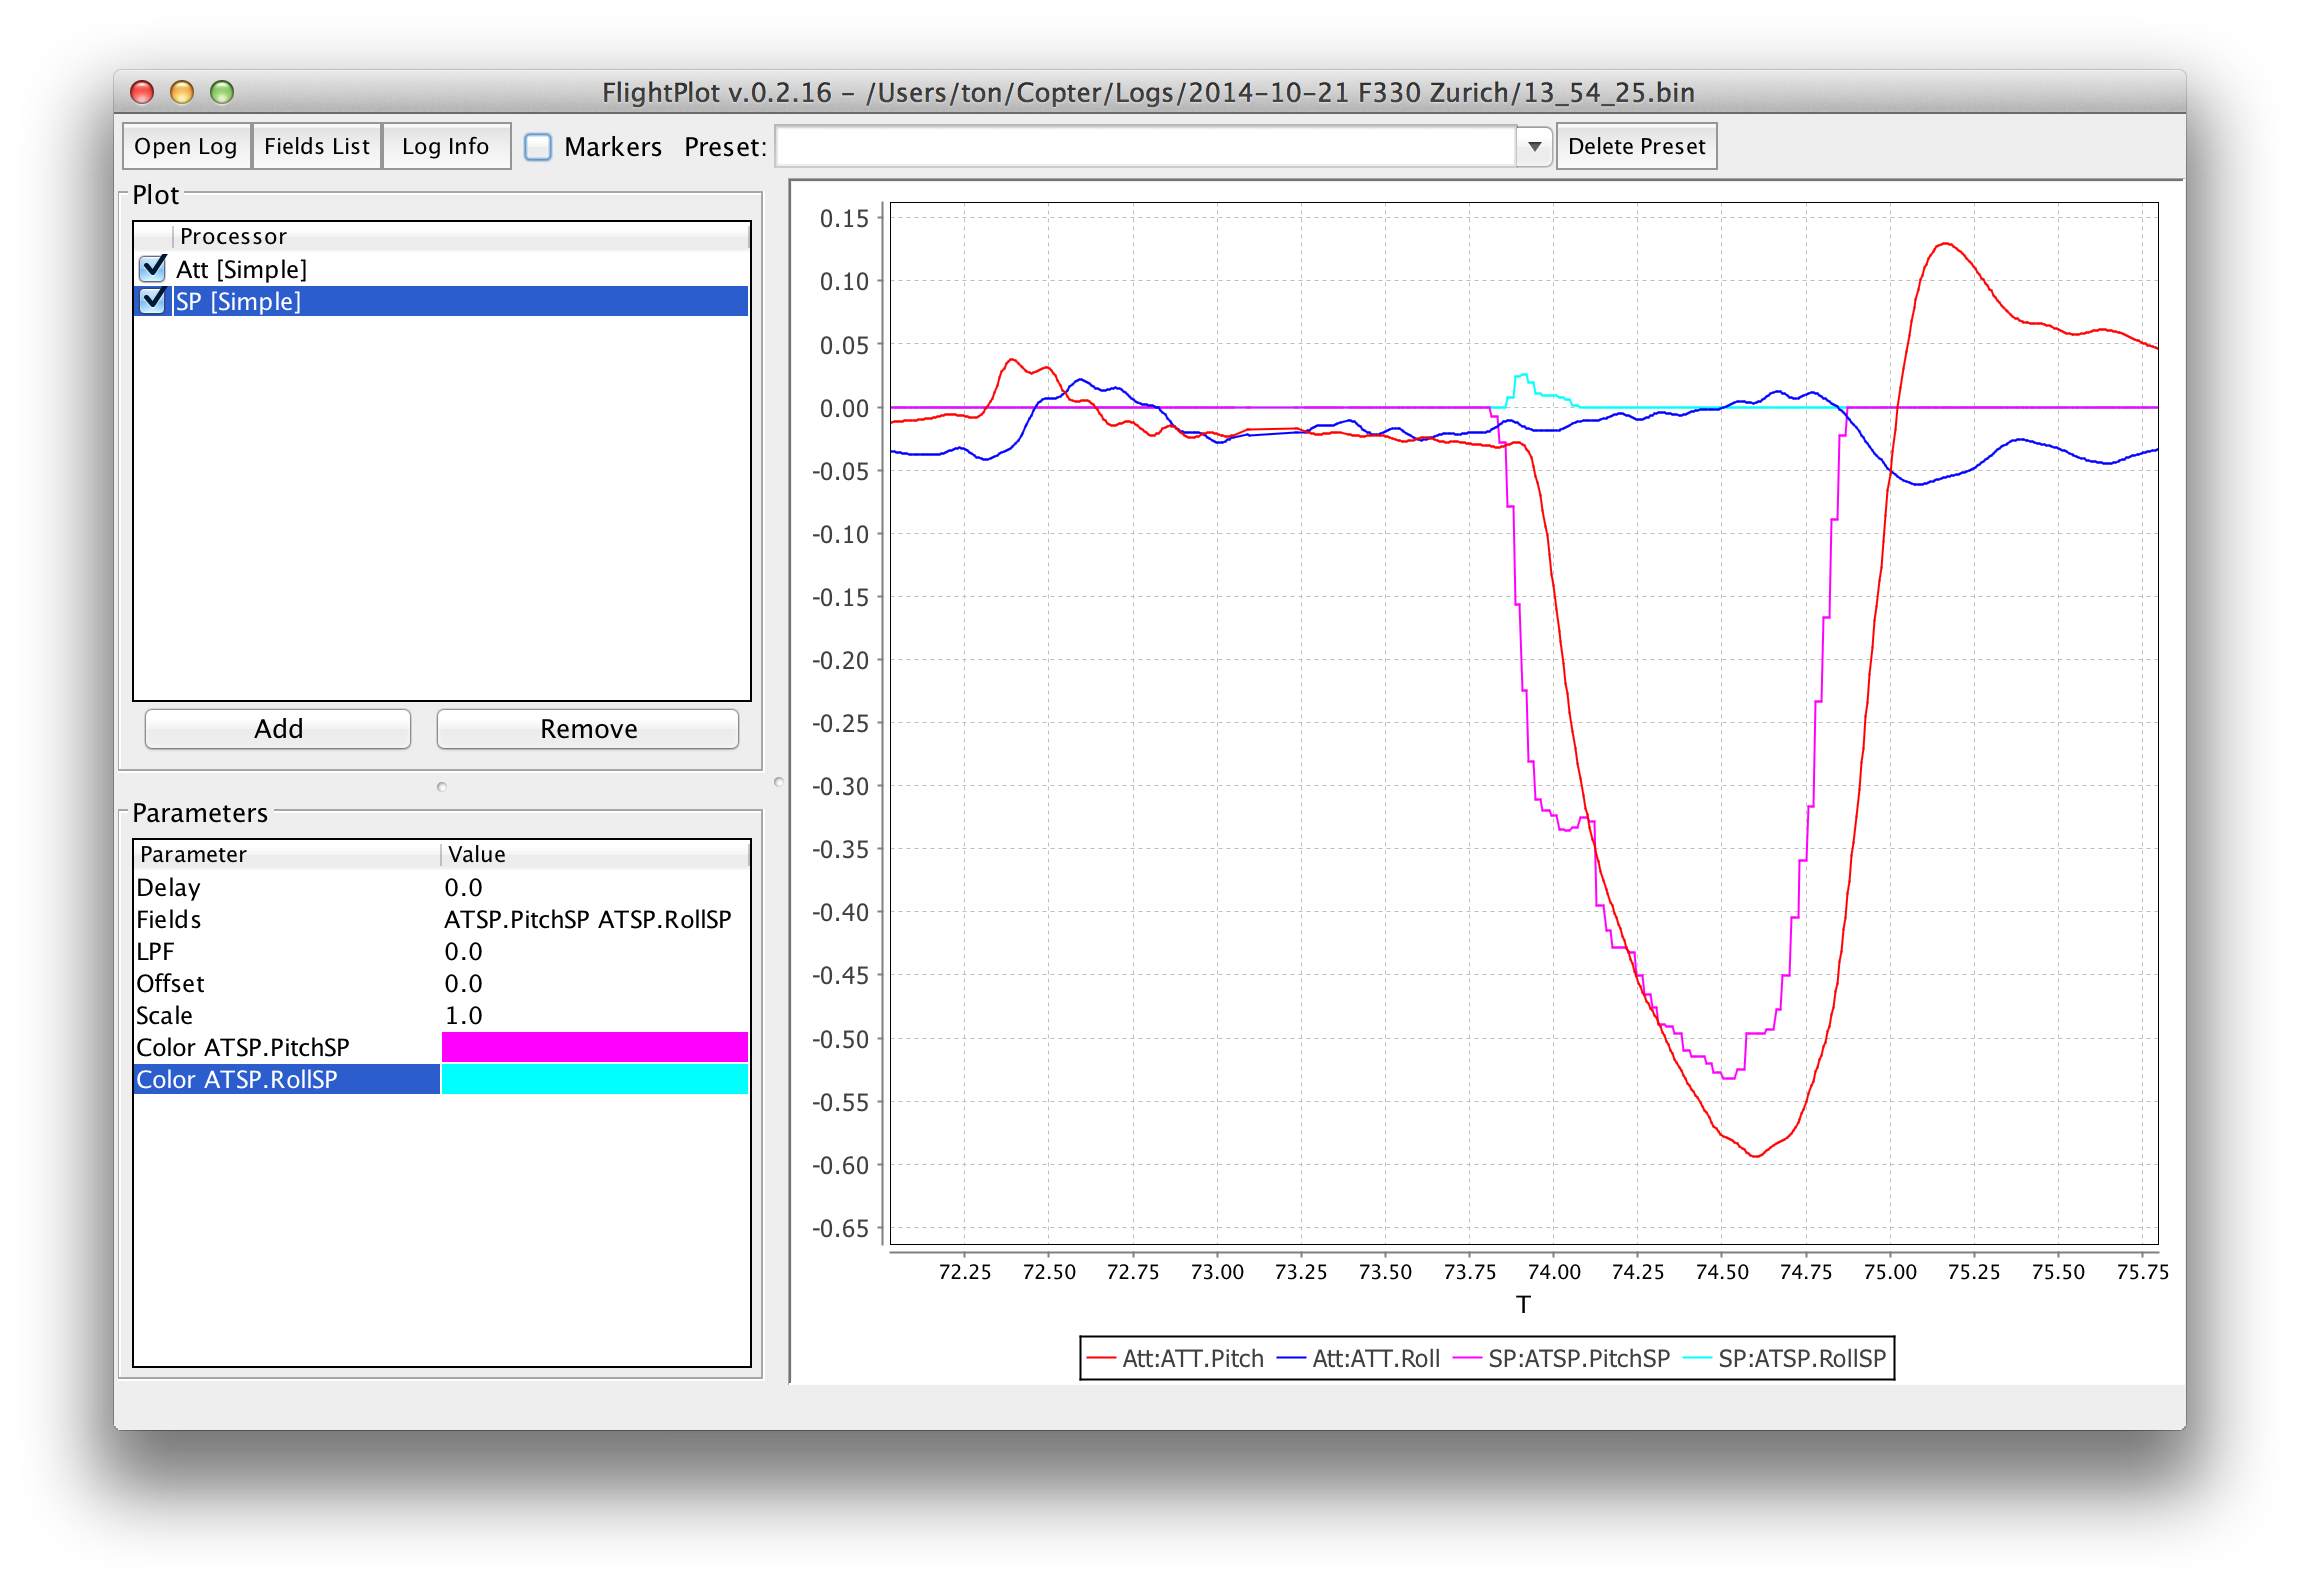 FlightPlot v.0.2.16 – /Users/ton/Copter/Logs/2014-10-21 F330 Zurich/13_54_25.bin
Open Log Fields List Log Info Markers Preset: Delete Preset
Plot
Processor
Att [Simple]
SP [Simple]
Add Remove
Parameters
Parameter Value
Delay 0.0
Fields ATSP.PitchSP ATSP.RollSP
LPF 0.0
Offset 0.0
Scale 1.0
Color ATSP.PitchSP
Color ATSP.RollSP
0.15
0.10
0.05
0.00
-0.05
-0.10
-0.15
-0.20
-0.25
-0.30
-0.35
-0.40
-0.45
-0.50
-0.55
-0.60
-0.65
72.25 72.50 72.75 73.00 73.25 73.50 73.75 74.00 74.25 74.50 74.75 75.00 75.25 75.50 75.75
T
Att:ATT.Pitch Att:ATT.Roll SP:ATSP.PitchSP SP:ATSP.RollSP